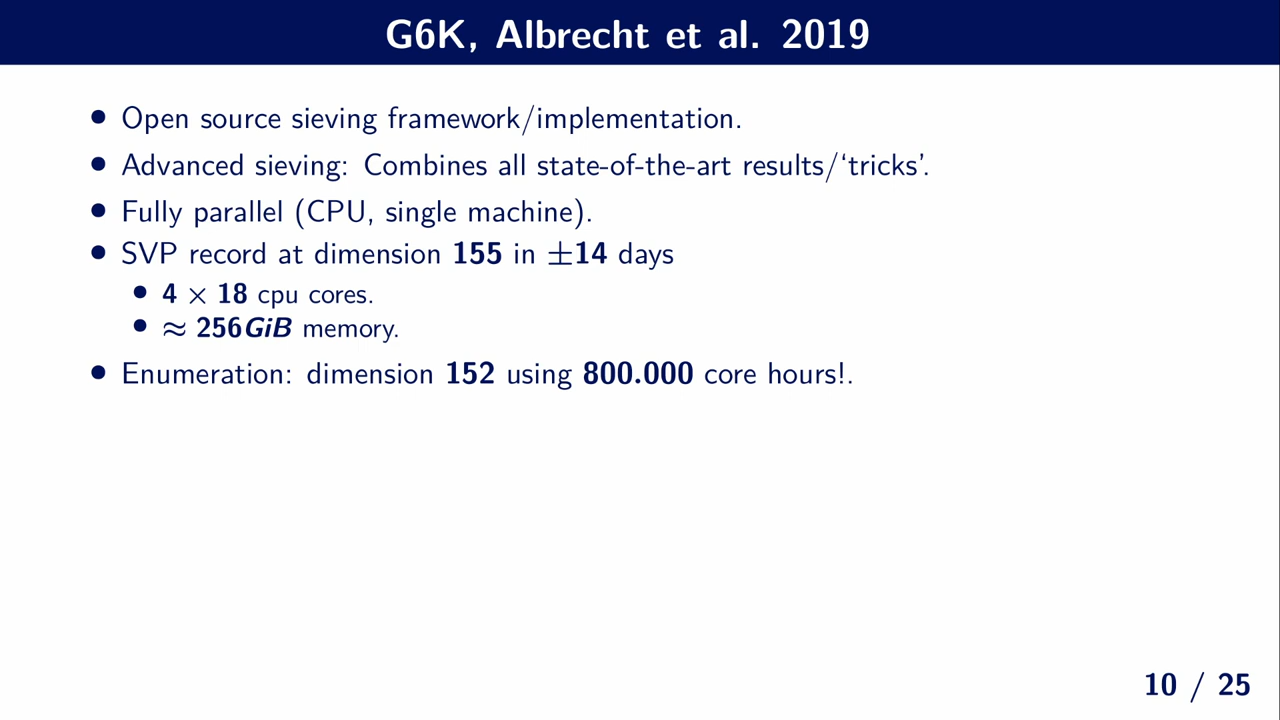 G6K, Albrecht et al. 2019
• Open source sieving framework/implementation.
• Advanced sieving: Combines all state-of-the-art results/‘tricks’.
• Fully parallel (CPU, single machine).
• SVP record at dimension 155 in ±14 days
• 4 × 18 cpu cores.
• ≈ 256GiB memory.
• Enumeration: dimension 152 using 800.000 core hours!.
10 / 25